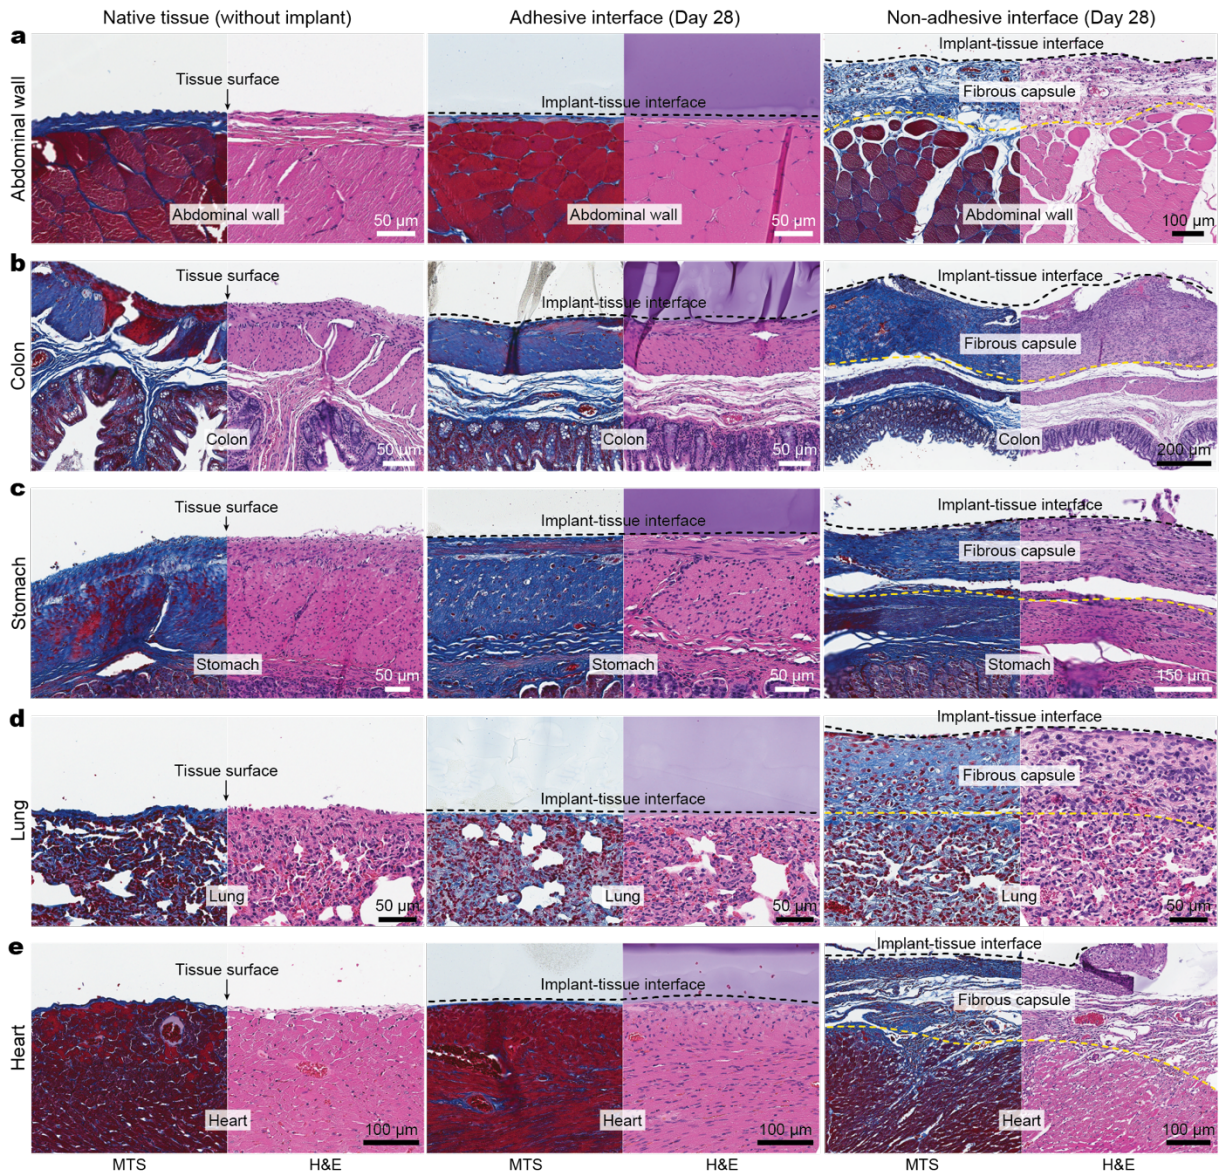 Native tissue (without implant)
Adhesive interface (Day 28)
Non-adhesive interface (Day 28)
a
Abdominal wall
Tissue surface
Abdominal wall
50 µm
Implant-tissue interface
Abdominal wall
50 µm
Implant-tissue interface
Fibrous capsule
Abdominal wall
100 µm
b
Colon
Tissue surface
Colon
50 µm
Implant-tissue interface
Colon
50 µm
Implant-tissue interface
Fibrous capsule
Colon
200 µm
c
Stomach
Tissue surface
Stomach
50 µm
Implant-tissue interface
Stomach
50 µm
Implant-tissue interface
Fibrous capsule
Stomach
150 µm
d
Lung
Tissue surface
Lung
50 µm
Implant-tissue interface
Lung
50 µm
Implant-tissue interface
Fibrous capsule
Lung
50 µm
e
Heart
Tissue surface
Heart
100 µm
Implant-tissue interface
Heart
100 µm
Implant-tissue interface
Fibrous capsule
Heart
100 µm
MTS
H&E
MTS
H&E
MTS
H&E